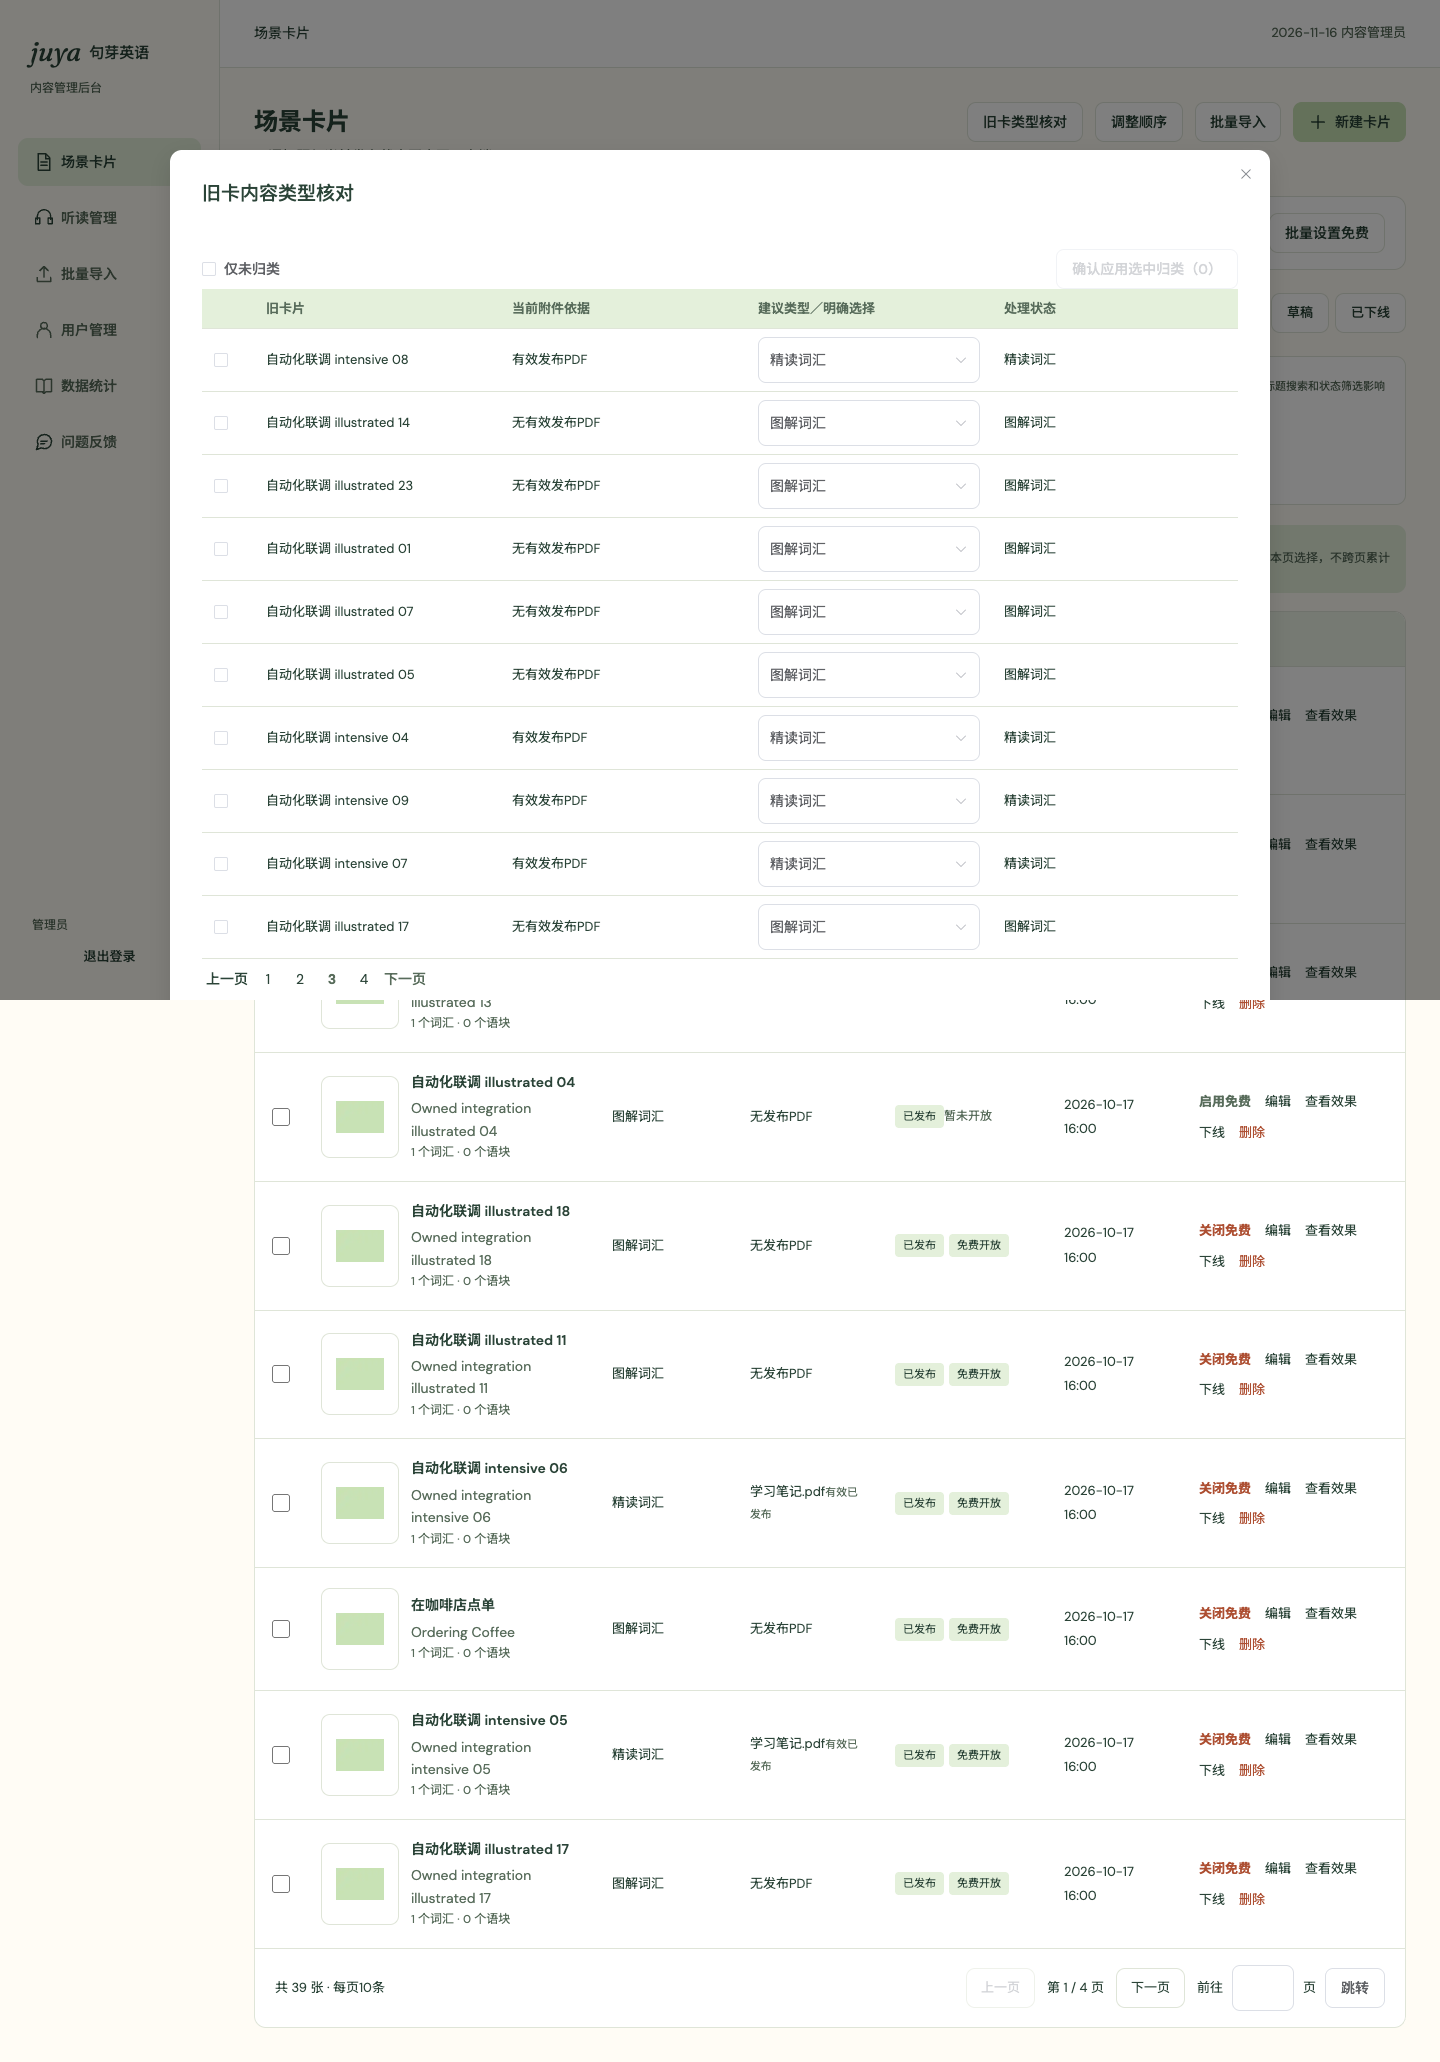 juya 句芽英语
内容管理后台
场景卡片
听读管理
批量导入
用户管理
数据统计
问题反馈
管理员
退出登录
场景卡片
2026-11-16 内容管理员
场景卡片
旧卡类型核对
调整顺序
批量导入
新建卡片
批量设置免费
草稿
已下线
题搜索和状态筛选影响
本页选择，不跨页累计
编辑 查看效果
编辑 查看效果
编辑
旧卡内容类型核对
仅未归类
确认应用选中归类（0）
旧卡片 当前附件依据 建议类型／明确选择 处理状态
自动化联调 intensive 08 有效发布PDF 精读词汇 精读词汇
自动化联调 illustrated 14 无有效发布PDF 图解词汇 图解词汇
自动化联调 illustrated 23 无有效发布PDF 图解词汇 图解词汇
自动化联调 illustrated 01 无有效发布PDF 图解词汇 图解词汇
自动化联调 illustrated 07 无有效发布PDF 图解词汇 图解词汇
自动化联调 illustrated 05 无有效发布PDF 图解词汇 图解词汇
自动化联调 intensive 04 有效发布PDF 精读词汇 精读词汇
自动化联调 intensive 09 有效发布PDF 精读词汇 精读词汇
自动化联调 intensive 07 有效发布PDF 精读词汇 精读词汇
自动化联调 illustrated 17 无有效发布PDF 图解词汇 图解词汇
上一页 1 2 3 4 下一页
查看效果
illustrated 13
16:00
下线 删除
1 个词汇 · 0 个语块
自动化联调 illustrated 04
Owned integration
illustrated 04
1 个词汇 · 0 个语块
图解词汇
无发布PDF
已发布 暂未开放
2026-10-17
16:00
启用免费 编辑 查看效果
下线 删除
自动化联调 illustrated 18
Owned integration
illustrated 18
1 个词汇 · 0 个语块
图解词汇
无发布PDF
已发布 免费开放
2026-10-17
16:00
关闭免费 编辑 查看效果
下线 删除
自动化联调 illustrated 11
Owned integration
illustrated 11
1 个词汇 · 0 个语块
图解词汇
无发布PDF
已发布 免费开放
2026-10-17
16:00
关闭免费 编辑 查看效果
下线 删除
自动化联调 intensive 06
Owned integration
intensive 06
1 个词汇 · 0 个语块
精读词汇
学习笔记.pdf有效已
发布
已发布 免费开放
2026-10-17
16:00
关闭免费 编辑 查看效果
下线 删除
在咖啡店点单
Ordering Coffee
1 个词汇 · 0 个语块
图解词汇
无发布PDF
已发布 免费开放
2026-10-17
16:00
关闭免费 编辑 查看效果
下线 删除
自动化联调 intensive 05
Owned integration
intensive 05
1 个词汇 · 0 个语块
精读词汇
学习笔记.pdf有效已
发布
已发布 免费开放
2026-10-17
16:00
关闭免费 编辑 查看效果
下线 删除
自动化联调 illustrated 17
Owned integration
illustrated 17
1 个词汇 · 0 个语块
图解词汇
无发布PDF
已发布 免费开放
2026-10-17
16:00
关闭免费 编辑 查看效果
下线 删除
共 39 张 · 每页10条
上一页 第 1 / 4 页 下一页 前往 页 跳转